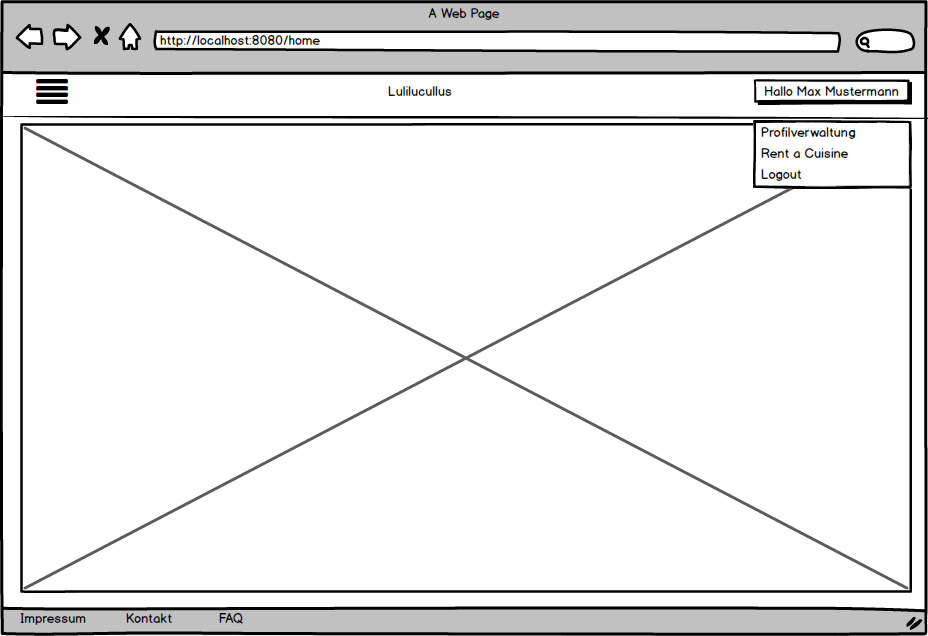 A Web Page
http://localhost:8080/home
Lulilucullus
Hallo Max Mustermann
Profilverwaltung
Rent a Cuisine
Logout
Impressum Kontakt FAQ